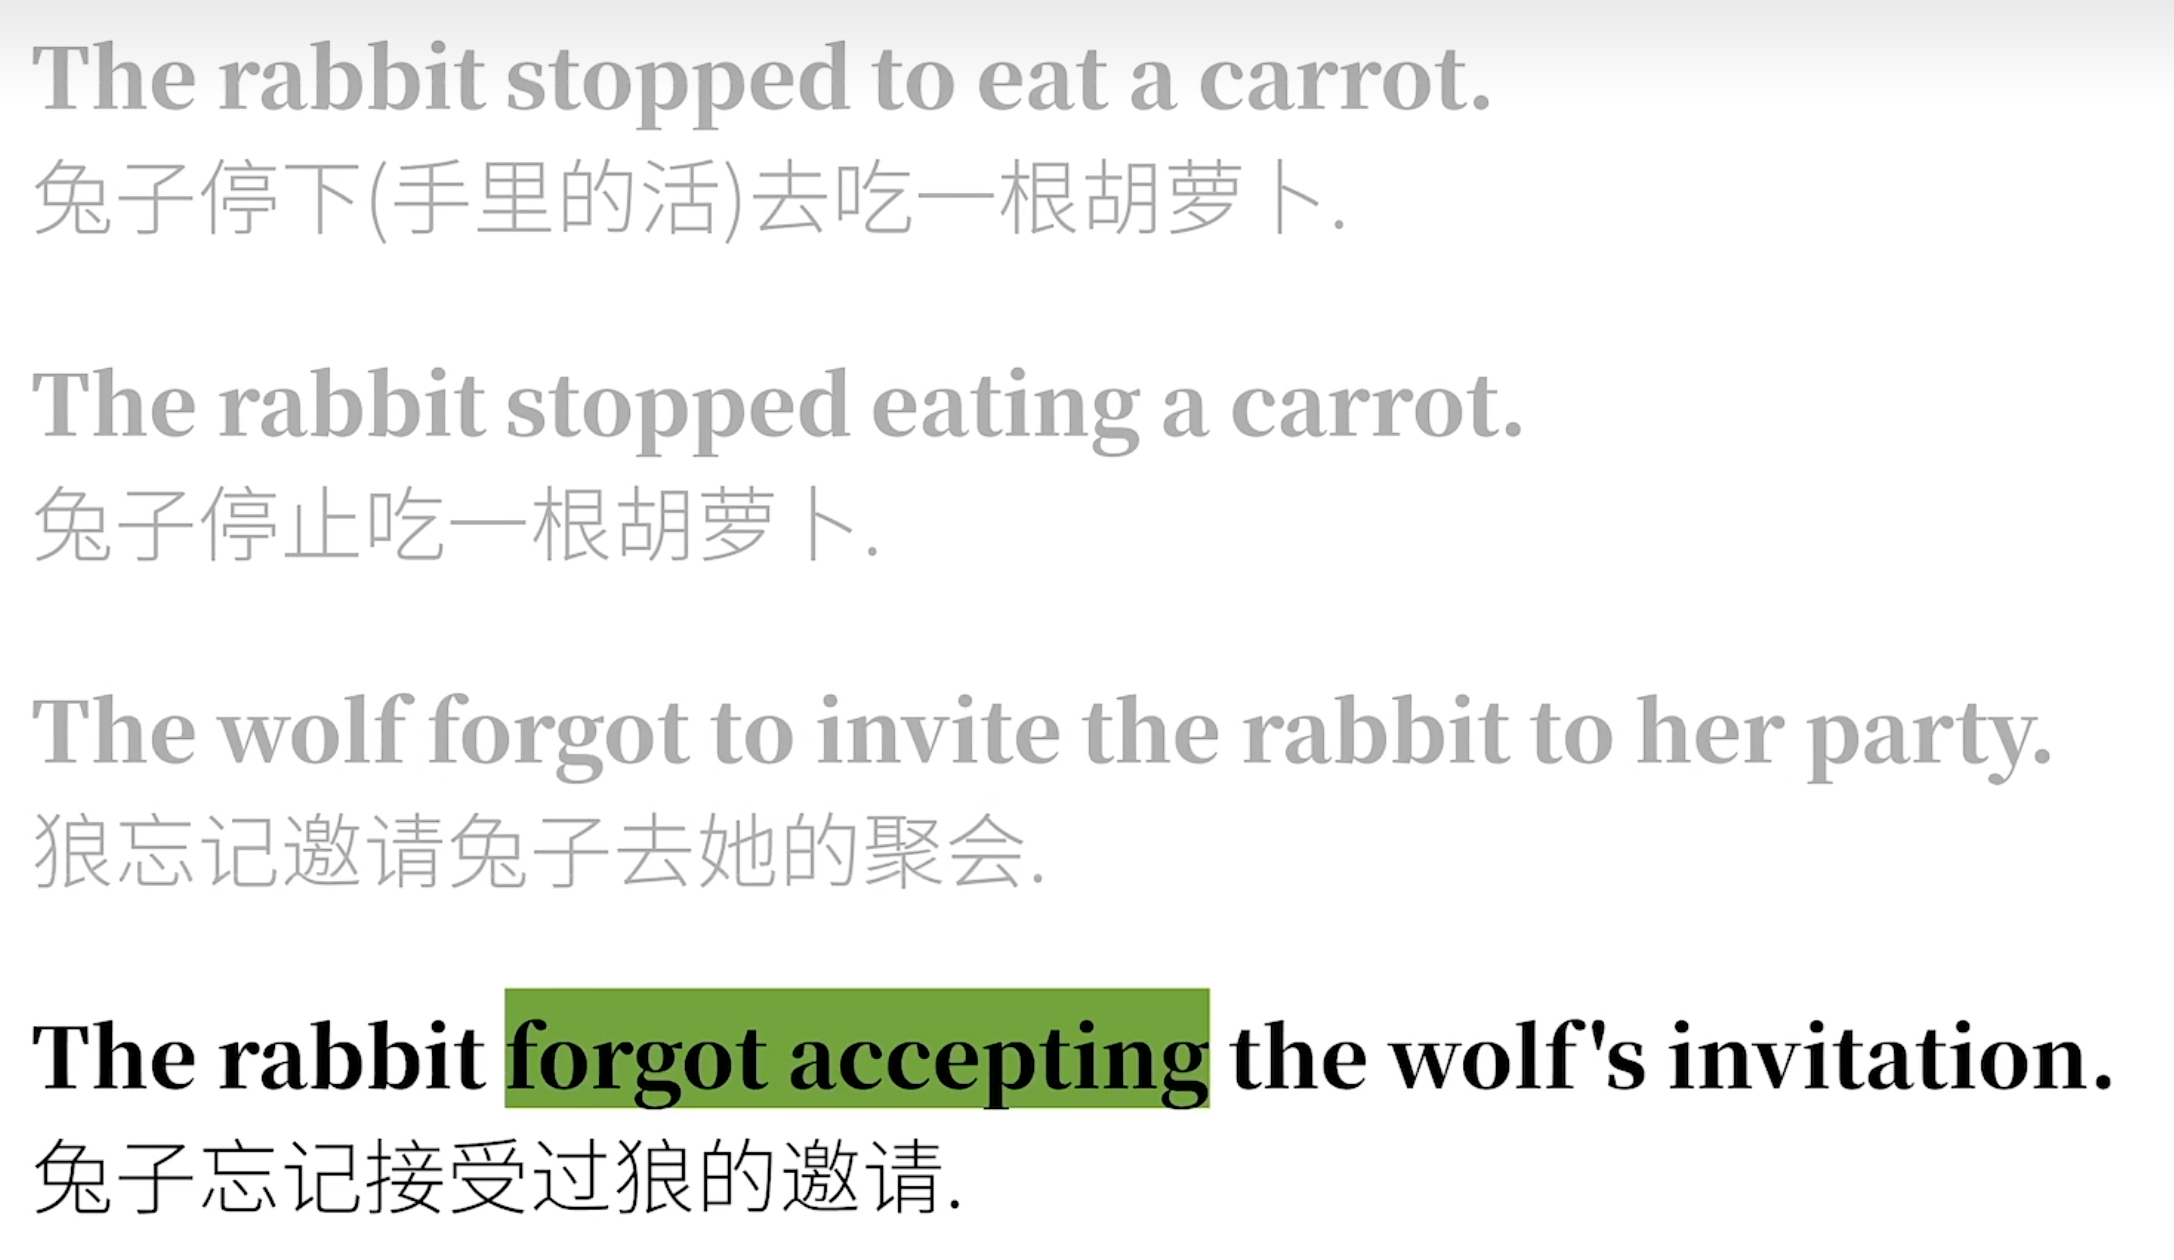 The rabbit stopped to eat a carrot.
兔子停下(手里的活)去吃一根胡萝卜.
The rabbit stopped eating a carrot.
兔子停止吃一根胡萝卜.
The wolf forgot to invite the rabbit to her party.
狼忘记邀请兔子去她的聚会.
The rabbit forgot accepting the wolf's invitation.
兔子忘记接受过狼的邀请.